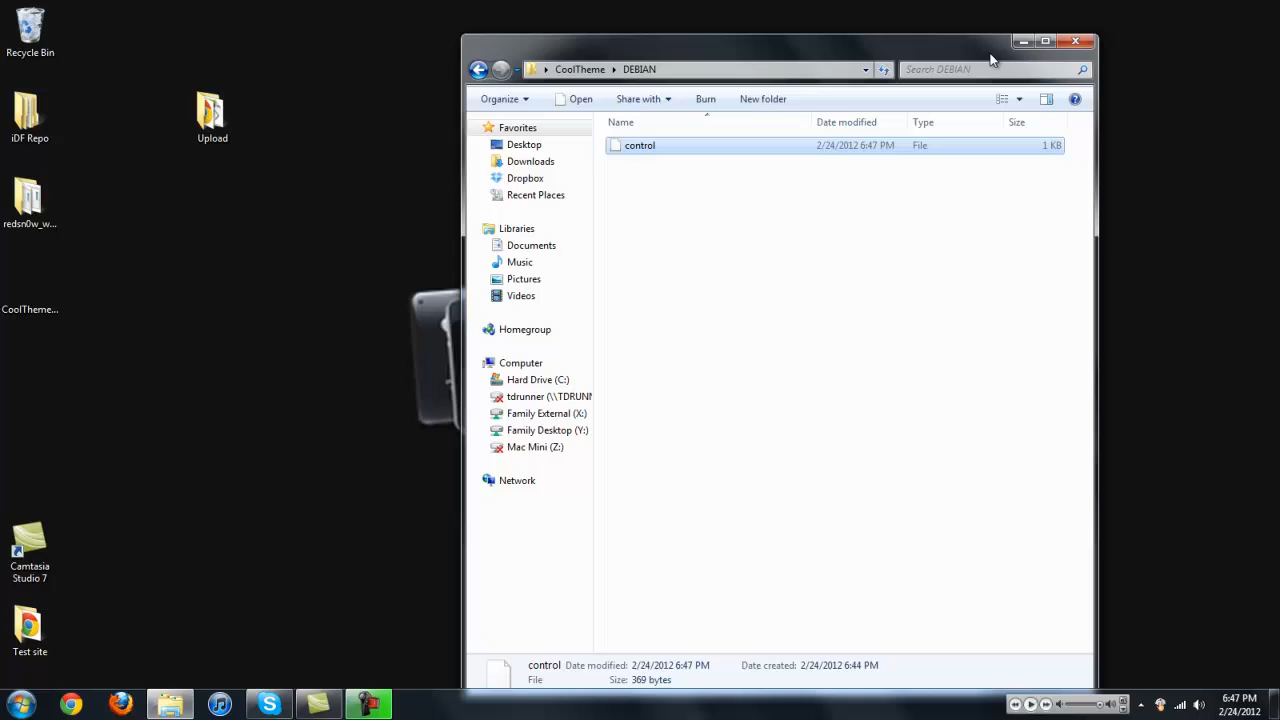 Recycle Bin
iDF Repo
Upload
redsn0w_w...
CoolTheme...
Camtasia
Studio 7
Test site
CoolTheme
DEBIAN
Search DEBIAN
Organize
Open
Share with
Burn
New folder
Name
Date modified
Type
Size
control
2/24/2012 6:47 PM
File
1 KB
Favorites
Desktop
Downloads
Dropbox
Recent Places
Libraries
Documents
Music
Pictures
Videos
Homegroup
Computer
Hard Drive (C:)
tdrunner (\\TDRUNN
Family External (X:)
Family Desktop (Y:)
Mac Mini (Z:)
Network
control Date modified: 2/24/2012 6:47 PM Date created: 2/24/2012 6:44 PM
File Size: 369 bytes
6:47 PM
2/24/2012